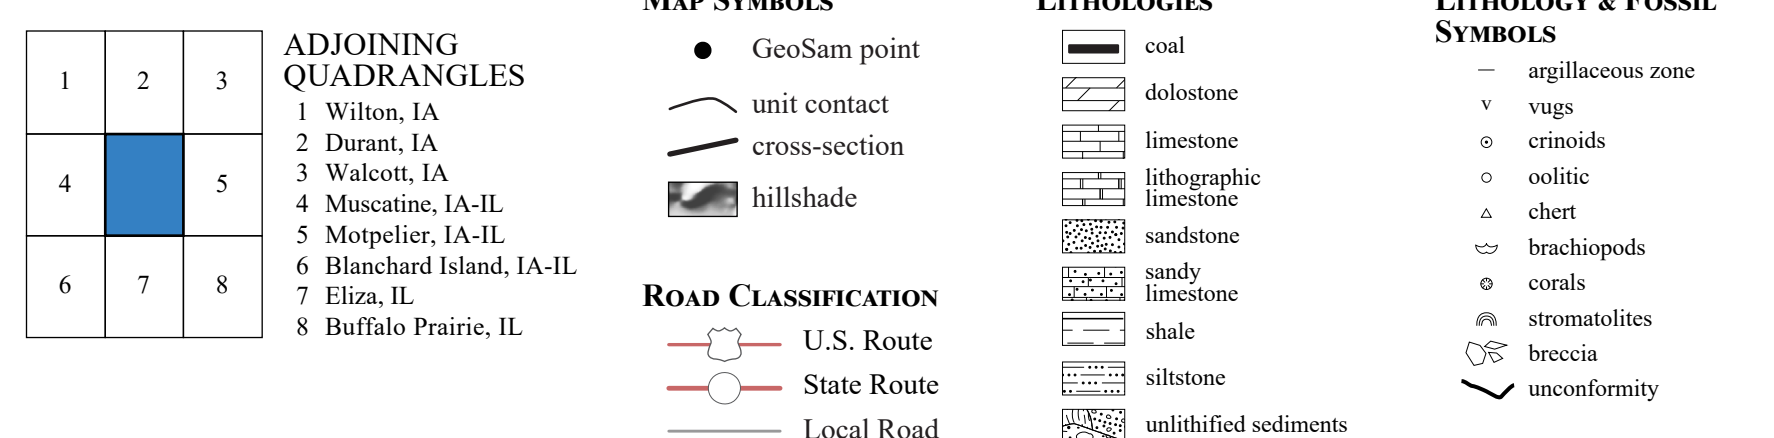 1 2 3
4 5
6 7 8
ADJOINING
QUADRANGLES
1 Wilton, IA
2 Durant, IA
3 Walcott, IA
4 Muscatine, IA-IL
5 Motpelier, IA-IL
6 Blanchard Island, IA-IL
7 Eliza, IL
8 Buffalo Prairie, IL
MAP SYMBOLS
GeoSam point
unit contact
cross-section
hillshade
ROAD CLASSIFICATION
U.S. Route
State Route
Local Road
LITHOLOGIES
coal
dolostone
limestone
lithographic
limestone
sandstone
sandy
limestone
shale
siltstone
unlithified sediments
LITHOLOGY & FOSSIL
SYMBOLS
argillaceous zone
v vugs
crinoids
oolitic
chert
brachiopods
corals
stromatolites
breccia
unconformity